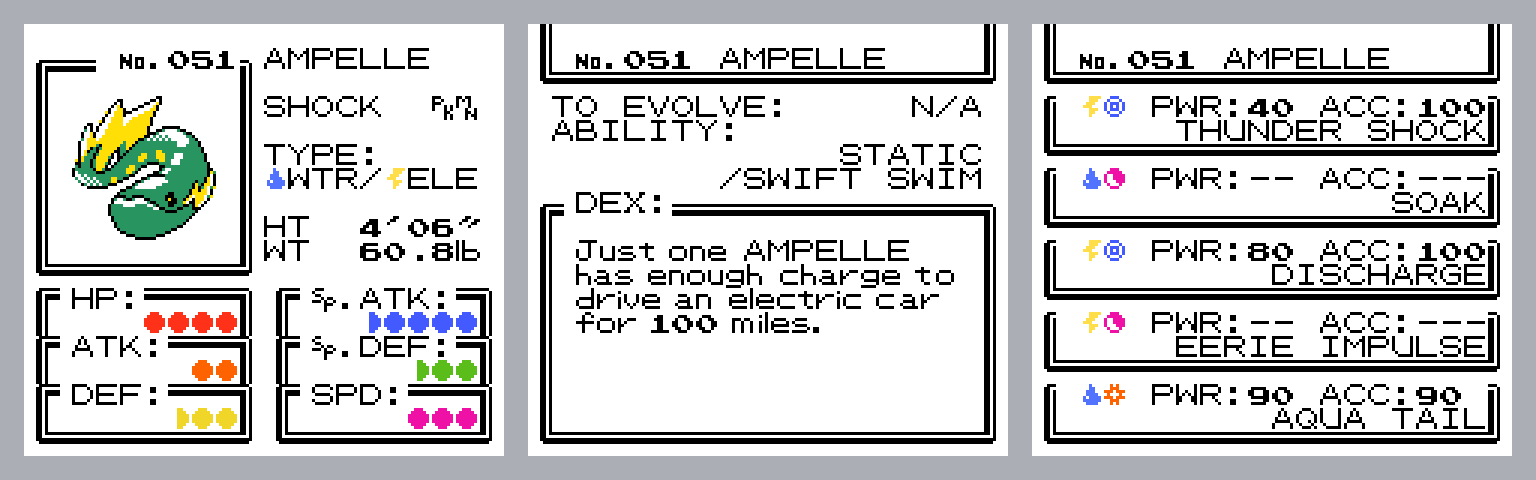 No.051 AMPELLE
SHOCK PKMN
TYPE:
WTR/ ELE
HT 4′06″
WT 60.8lb
HP:
ATK:
DEF:
Sp.ATK:
Sp.DEF:
SPD:
No.051 AMPELLE
TO EVOLVE: N/A
ABILITY:
STATIC
/SWIFT SWIM
DEX:
Just one AMPELLE
has enough charge to
drive an electric car
for 100 miles.
No.051 AMPELLE
PWR:40 ACC:100
THUNDER SHOCK
PWR:-- ACC:---
SOAK
PWR:80 ACC:100
DISCHARGE
PWR:-- ACC:---
EERIE IMPULSE
PWR:90 ACC:90
AQUA TAIL